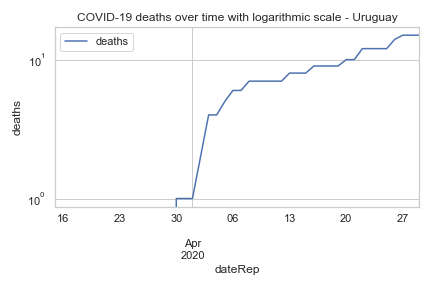 COVID-19 deaths over time with logarithmic scale - Uruguay
deaths
deaths
10¹
10⁰
16 23 30 06 13 20 27
Apr
2020
dateRep